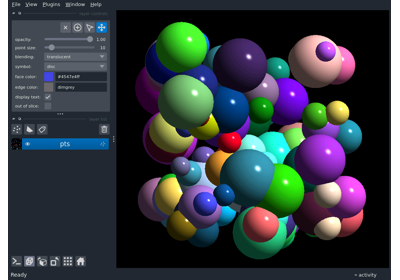 File View Plugins Window Help
opacity: 1.00
point size: 10
blending: translucent
symbol: disc
face color: #4547e8ff
edge color: dimgrey
display text:
out of slice:
pts
Ready
activity